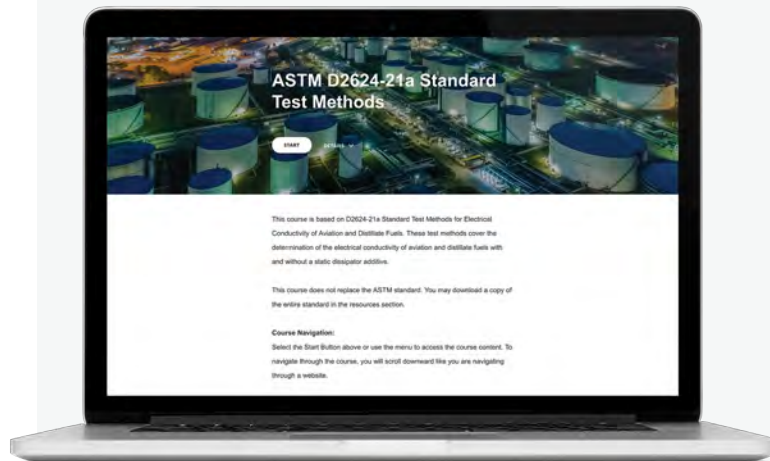 ASTM D2624-21a Standard
Test Methods
START
DETAILS
This course is based on D2624-21a Standard Test Methods for Electrical
Conductivity of Aviation and Distillate Fuels. These test methods cover the
determination of the electrical conductivity of aviation and distillate fuels with
and without a static dissipator additive.
This course does not replace the ASTM standard. You may download a copy of
the entire standard in the resources section.
Course Navigation:
Select the Start Button above or use the menu to access the course content. To
navigate through the course, you will scroll downward like you are navigating
through a website.